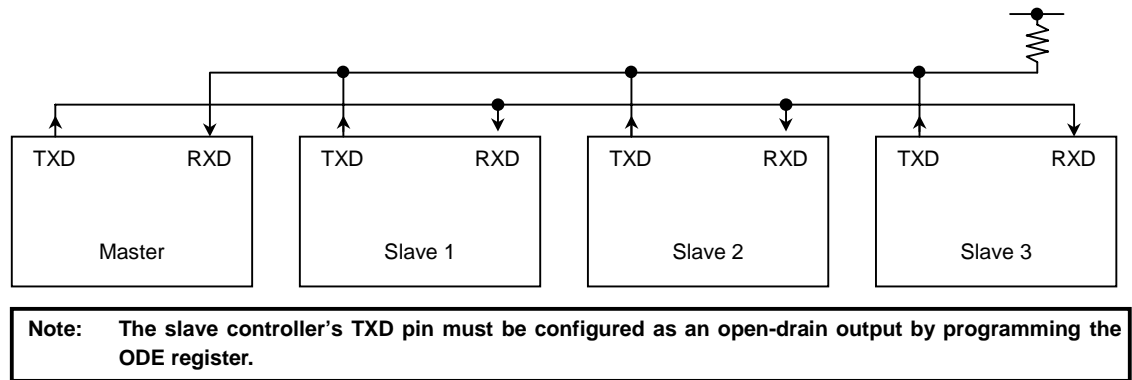 TXD RXD TXD RXD TXD RXD TXD RXD
Master Slave 1 Slave 2 Slave 3
Note: The slave controller's TXD pin must be configured as an open-drain output by programming the
ODE register.